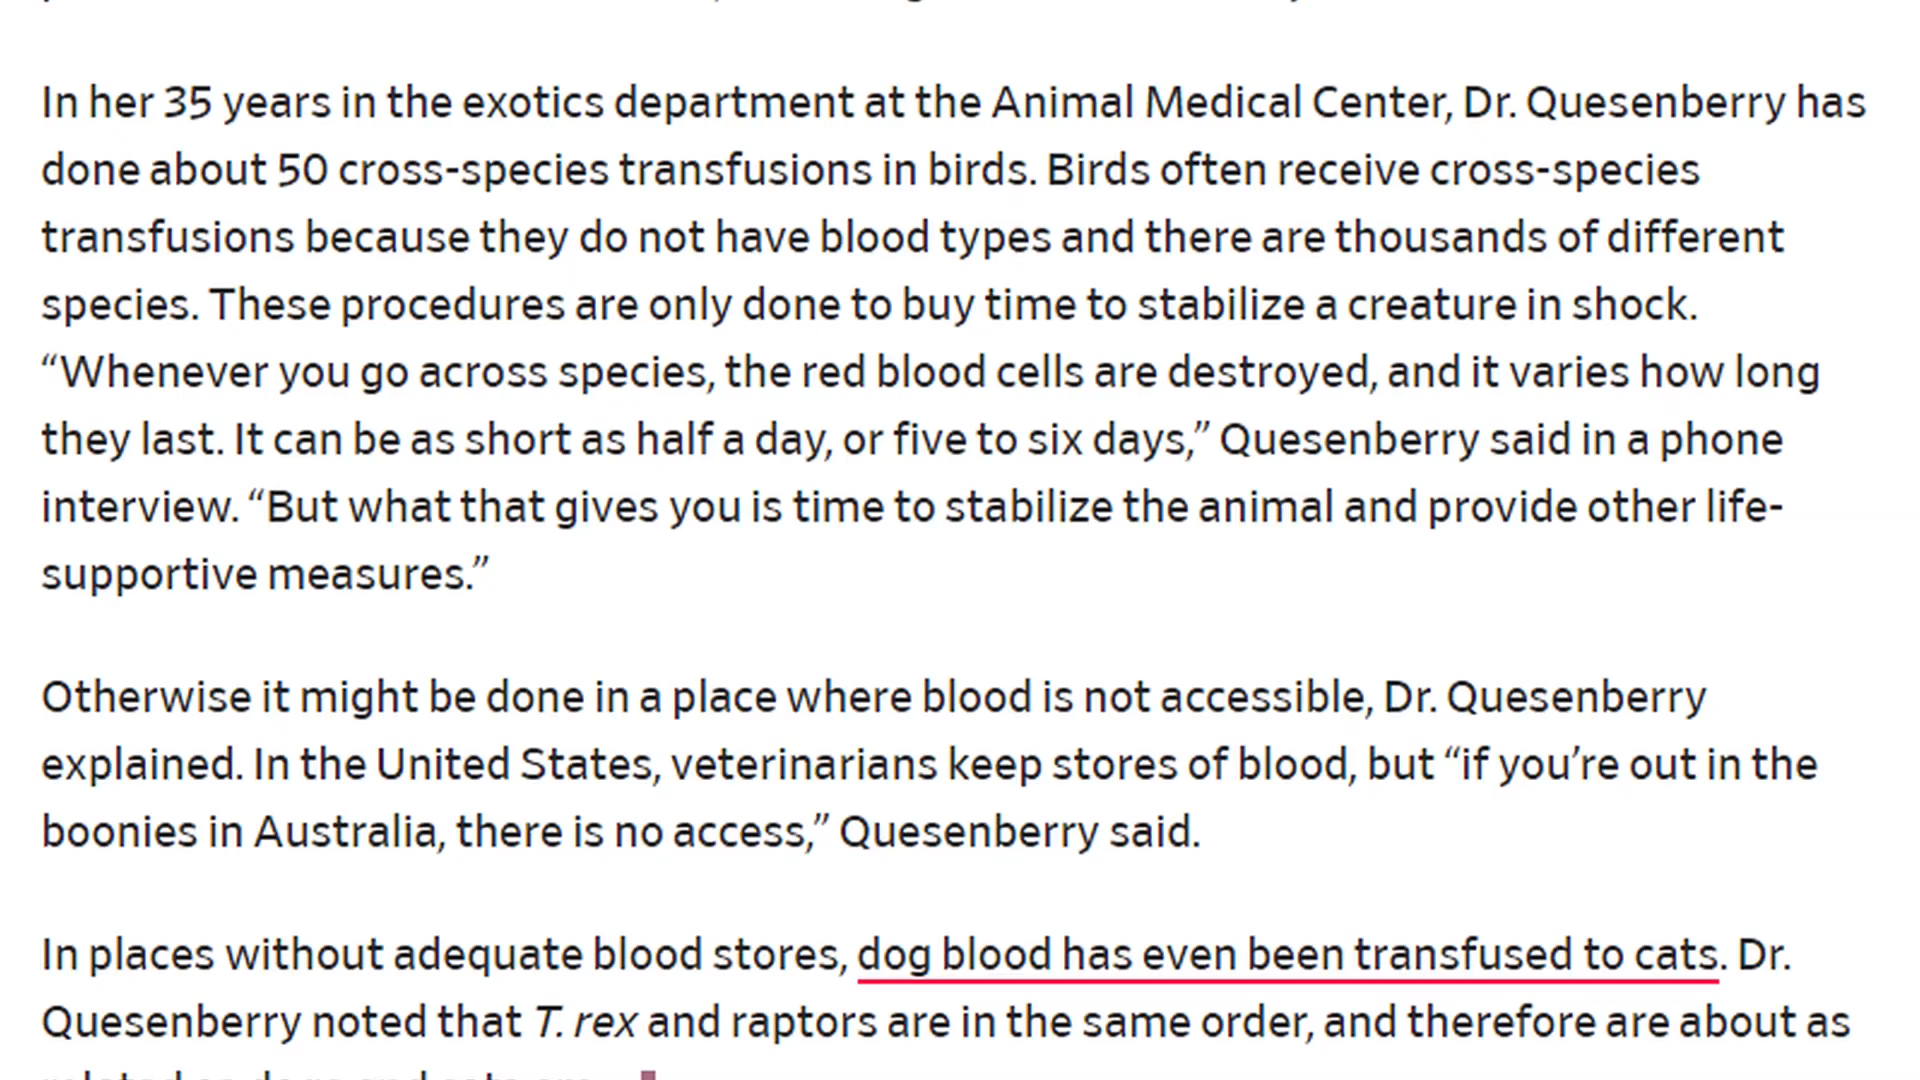 In her 35 years in the exotics department at the Animal Medical Center, Dr. Quesenberry has
done about 50 cross-species transfusions in birds. Birds often receive cross-species
transfusions because they do not have blood types and there are thousands of different
species. These procedures are only done to buy time to stabilize a creature in shock.
“Whenever you go across species, the red blood cells are destroyed, and it varies how long
they last. It can be as short as half a day, or five to six days,” Quesenberry said in a phone
interview. “But what that gives you is time to stabilize the animal and provide other life-
supportive measures.”
Otherwise it might be done in a place where blood is not accessible, Dr. Quesenberry
explained. In the United States, veterinarians keep stores of blood, but “if you’re out in the
boonies in Australia, there is no access,” Quesenberry said.
In places without adequate blood stores, dog blood has even been transfused to cats. Dr.
Quesenberry noted that T. rex and raptors are in the same order, and therefore are about as